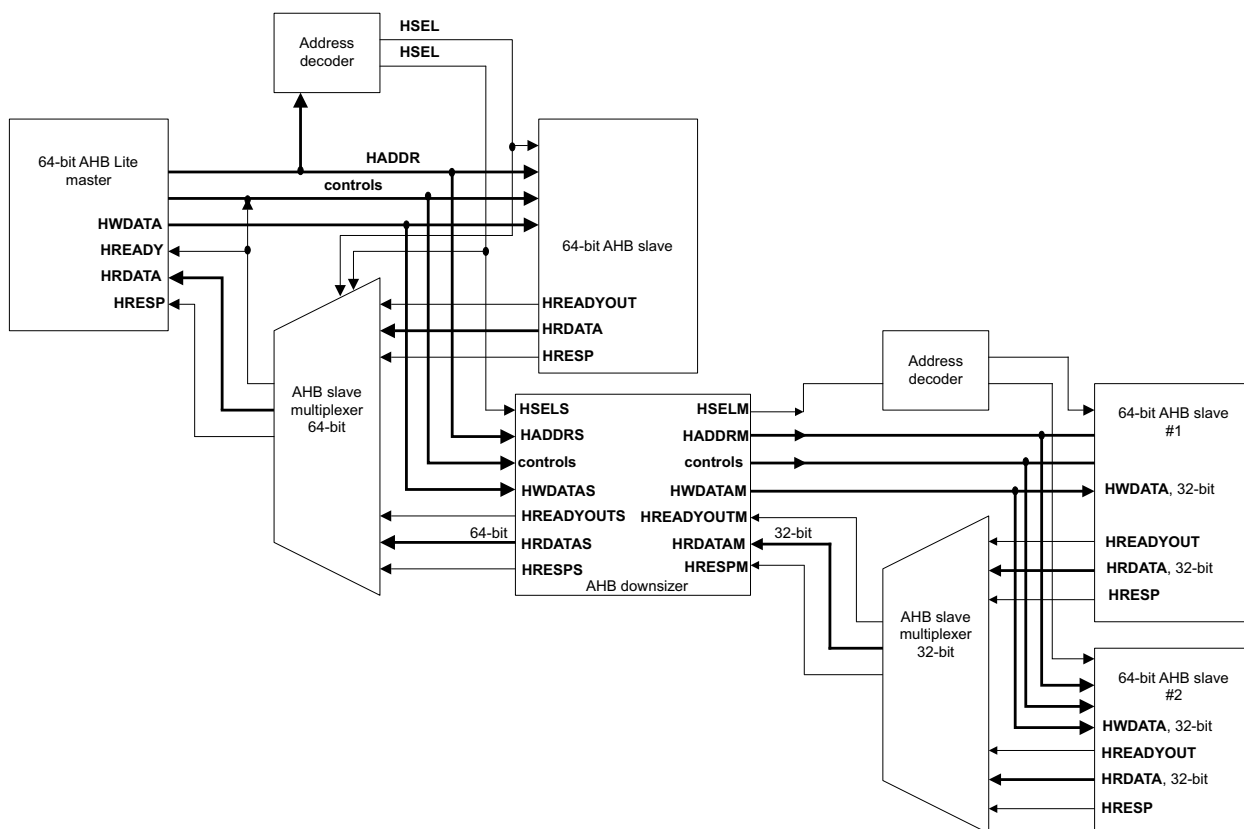 HSEL
HSEL
Address
decoder
64-bit AHB Lite
master
HADDR
controls
HWDATA
HREADY
HRDATA
HRESP
64-bit AHB slave
HREADYOUT
HRDATA
HRESP
AHB slave
multiplexer
64-bit
HSELS
HADDRS
controls
HWDATAS
HREADYOUTS
64-bit
HRDATAS
HRESPS
HSELM
HADDRM
controls
HWDATAM
HREADYOUTM
HRDATAM
32-bit
HRESPM
AHB downsizer
Address
decoder
64-bit AHB slave
#1
HWDATA, 32-bit
HREADYOUT
HRDATA, 32-bit
HRESP
AHB slave
multiplexer
32-bit
64-bit AHB slave
#2
HWDATA, 32-bit
HREADYOUT
HRDATA, 32-bit
HRESP